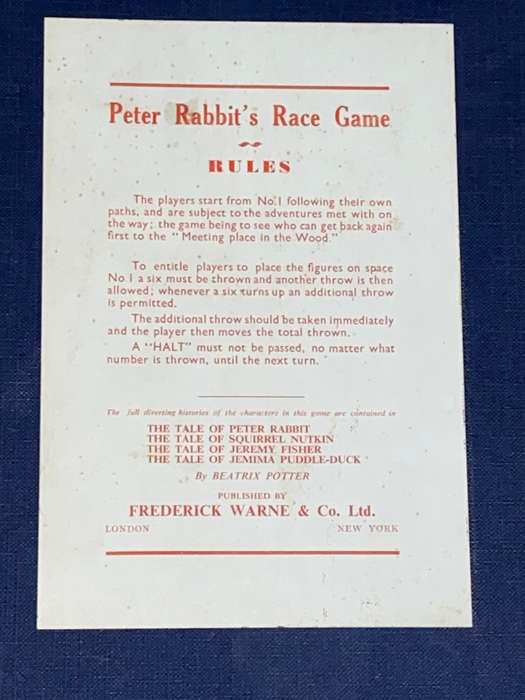 Peter Rabbit's Race Game
RULES
The players start from No. 1 following their own
paths, and are subject to the adventures met with on
the way; the game being to see who can get back again
first to the "Meeting place in the Wood."
To entitle players to place the figures on space
No. 1 a six must be thrown and another throw is then
allowed; whenever a six turns up an additional throw
is permitted.
The additional throw should be taken immediately
and the player then moves the total thrown.
A "HALT" must not be passed, no matter what
number is thrown, until the next turn.
The full diverting histories of the characters in this game are contained in
THE TALE OF PETER RABBIT
THE TALE OF SQUIRREL NUTKIN
THE TALE OF JEREMY FISHER
THE TALE OF JEMIMA PUDDLE-DUCK
By BEATRIX POTTER
PUBLISHED BY
FREDERICK WARNE & Co. Ltd.
LONDON NEW YORK